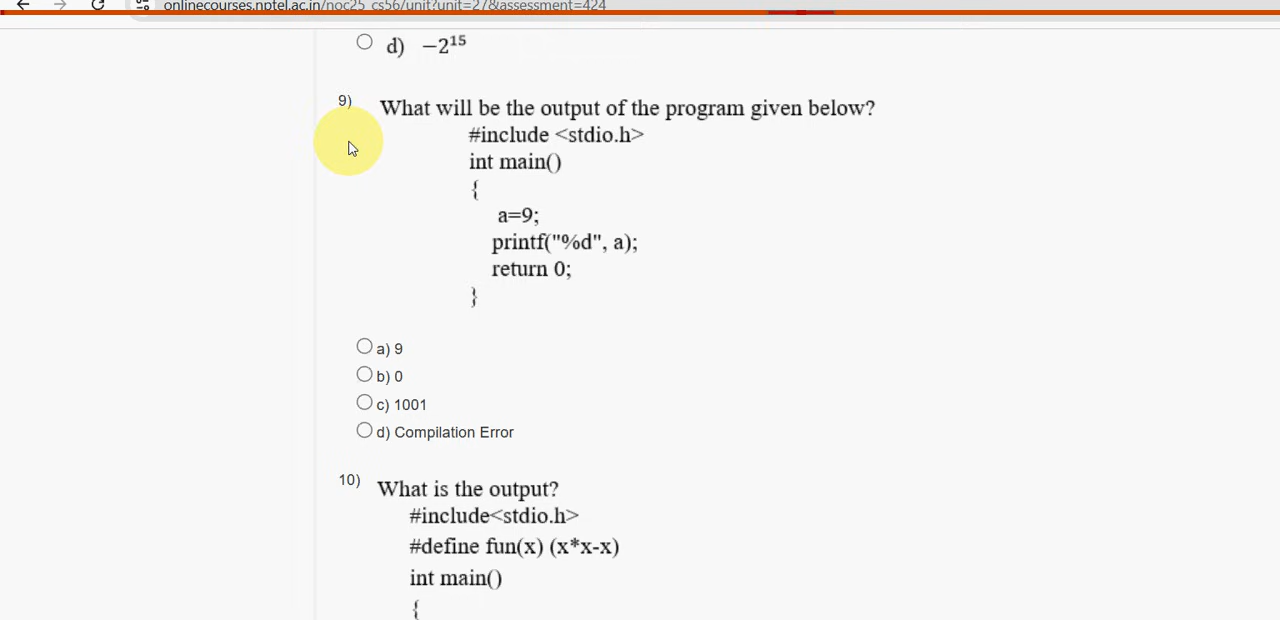 onlinecourses.nptel.ac.in/noc25_cs56/unit?unit=27&assessment=424
d) −2¹⁵
9) What will be the output of the program given below?
#include <stdio.h>
int main()
{
a=9;
printf("%d", a);
return 0;
}
a) 9
b) 0
c) 1001
d) Compilation Error
10) What is the output?
#include<stdio.h>
#define fun(x) (x*x-x)
int main()
{